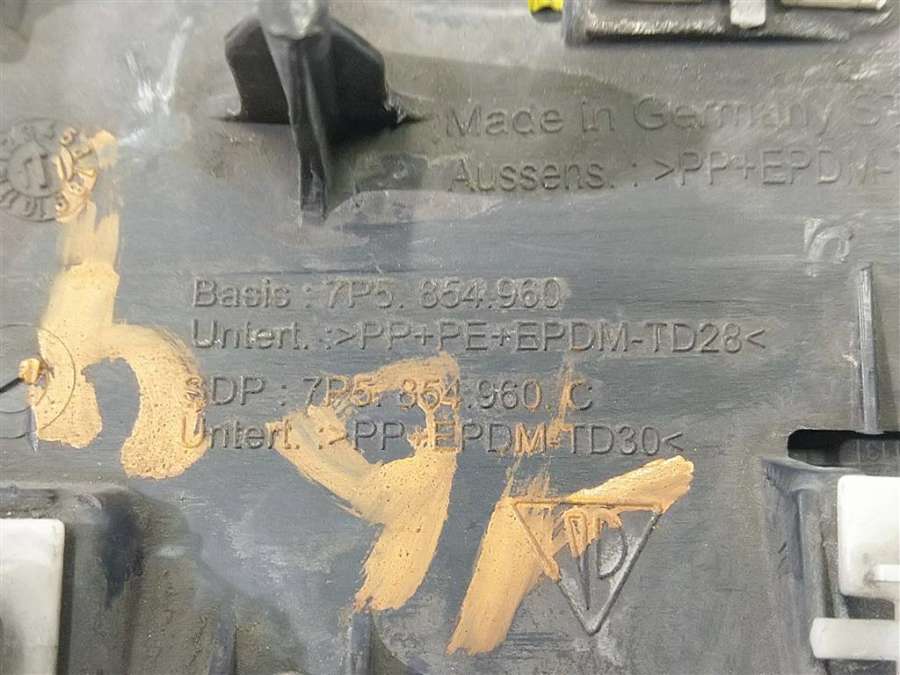 Made in Germany
Aussens. : >PP+EPDM-
Basis : 7P5. 854.960
Untert. :>PP+PE+EPDM-TD28<
SDP : 7P5. 854.960. C
Untert. :>PP+EPDM-TD30<